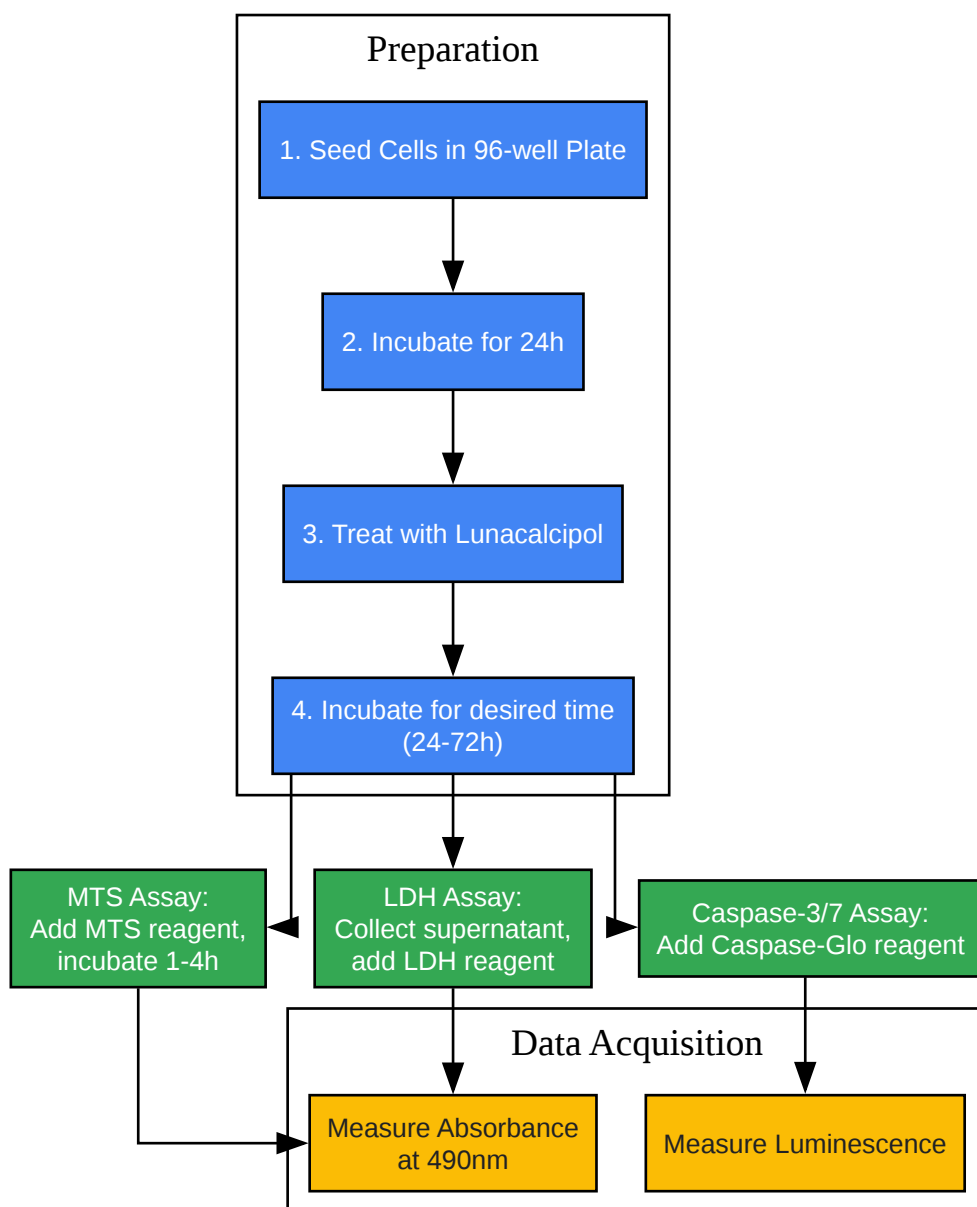 Preparation
1. Seed Cells in 96-well Plate
2. Incubate for 24h
3. Treat with Lunacalcipol
4. Incubate for desired time
(24-72h)
MTS Assay:
Add MTS reagent,
incubate 1-4h
LDH Assay:
Collect supernatant,
add LDH reagent
Caspase-3/7 Assay:
Add Caspase-Glo reagent
Data Acquisition
Measure Absorbance
at 490nm
Measure Luminescence